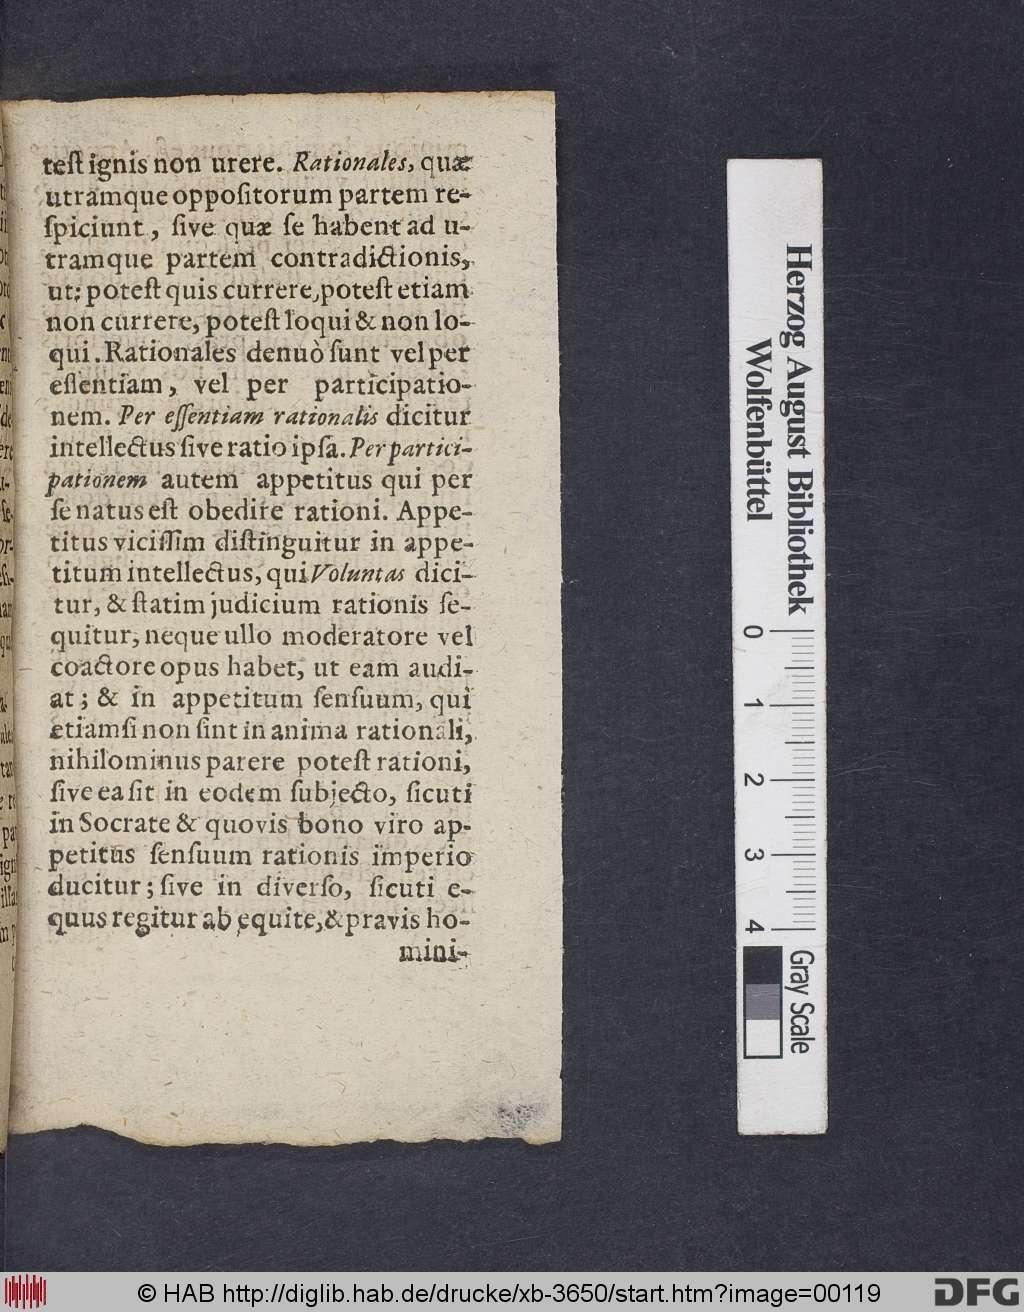 teſt ignis non urere. Rationales, quæ
utramque oppoſitorum partem re-
ſpiciunt, ſive quæ ſe habent ad u-
tramque partem contradictionis,
ut: poteſt quis currere, poteſt etiam
non currere, poteſt loqui & non lo-
qui. Rationales denuò ſunt vel per
eſſentiam, vel per participatio-
nem. Per eſſentiam rationalis dicitur
intellectus ſive ratio ipſa. Per partici-
pationem autem appetitus qui per
ſe natus eſt obedire rationi. Appe-
titus viciſſim diſtinguitur in appe-
titum intellectus, qui Voluntas dici-
tur, & ſtatim judicium rationis ſe-
quitur, neque ullo moderatore vel
coactore opus habet, ut eam audi-
at; & in appetitum ſenſuum, qui
etiamſi non ſint in anima rationali,
nihilominus parere poteſt rationi,
ſive ea ſit in eodem ſubjecto, ſicuti
in Socrate & quovis bono viro ap-
petitus ſenſuum rationis imperio
ducitur; ſive in diverſo, ſicuti e-
quus regitur ab equite, & pravis ho-
mini-
Herzog August Bibliothek
Wolfenbüttel
0 1 2 3 4
Gray Scale
© HAB http://diglib.hab.de/drucke/xb-3650/start.htm?image=00119
DFG